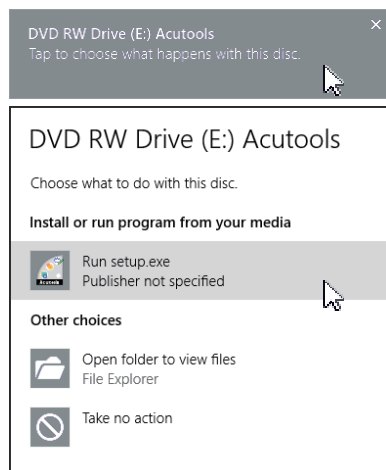 DVD RW Drive (E:) Acutools
Tap to choose what happens with this disc.
DVD RW Drive (E:) Acutools
Choose what to do with this disc.
Install or run program from your media
Acutools
Run setup.exe
Publisher not specified
Other choices
Open folder to view files
File Explorer
Take no action